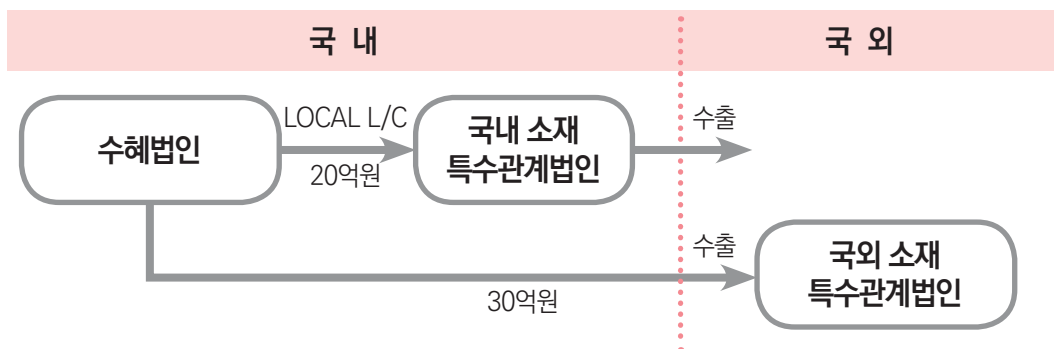 국 내
국 외
수혜법인
LOCAL L/C
20억원
국내 소재
특수관계법인
수출
수출
30억원
국외 소재
특수관계법인